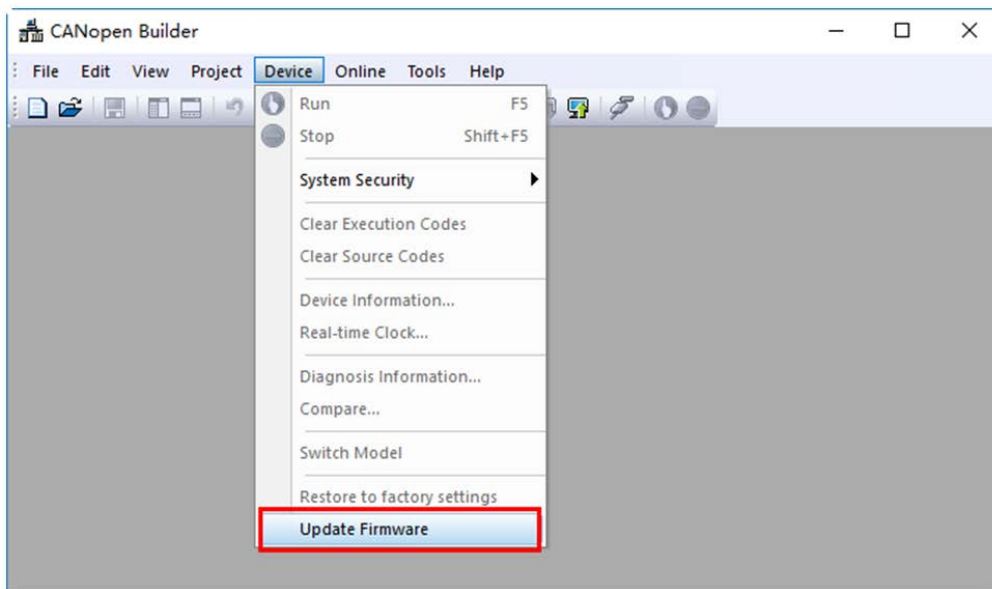 CANopen Builder
File Edit View Project Device Online Tools Help
Run F5
Stop Shift+F5
System Security
Clear Execution Codes
Clear Source Codes
Device Information...
Real-time Clock...
Diagnosis Information...
Compare...
Switch Model
Restore to factory settings
Update Firmware